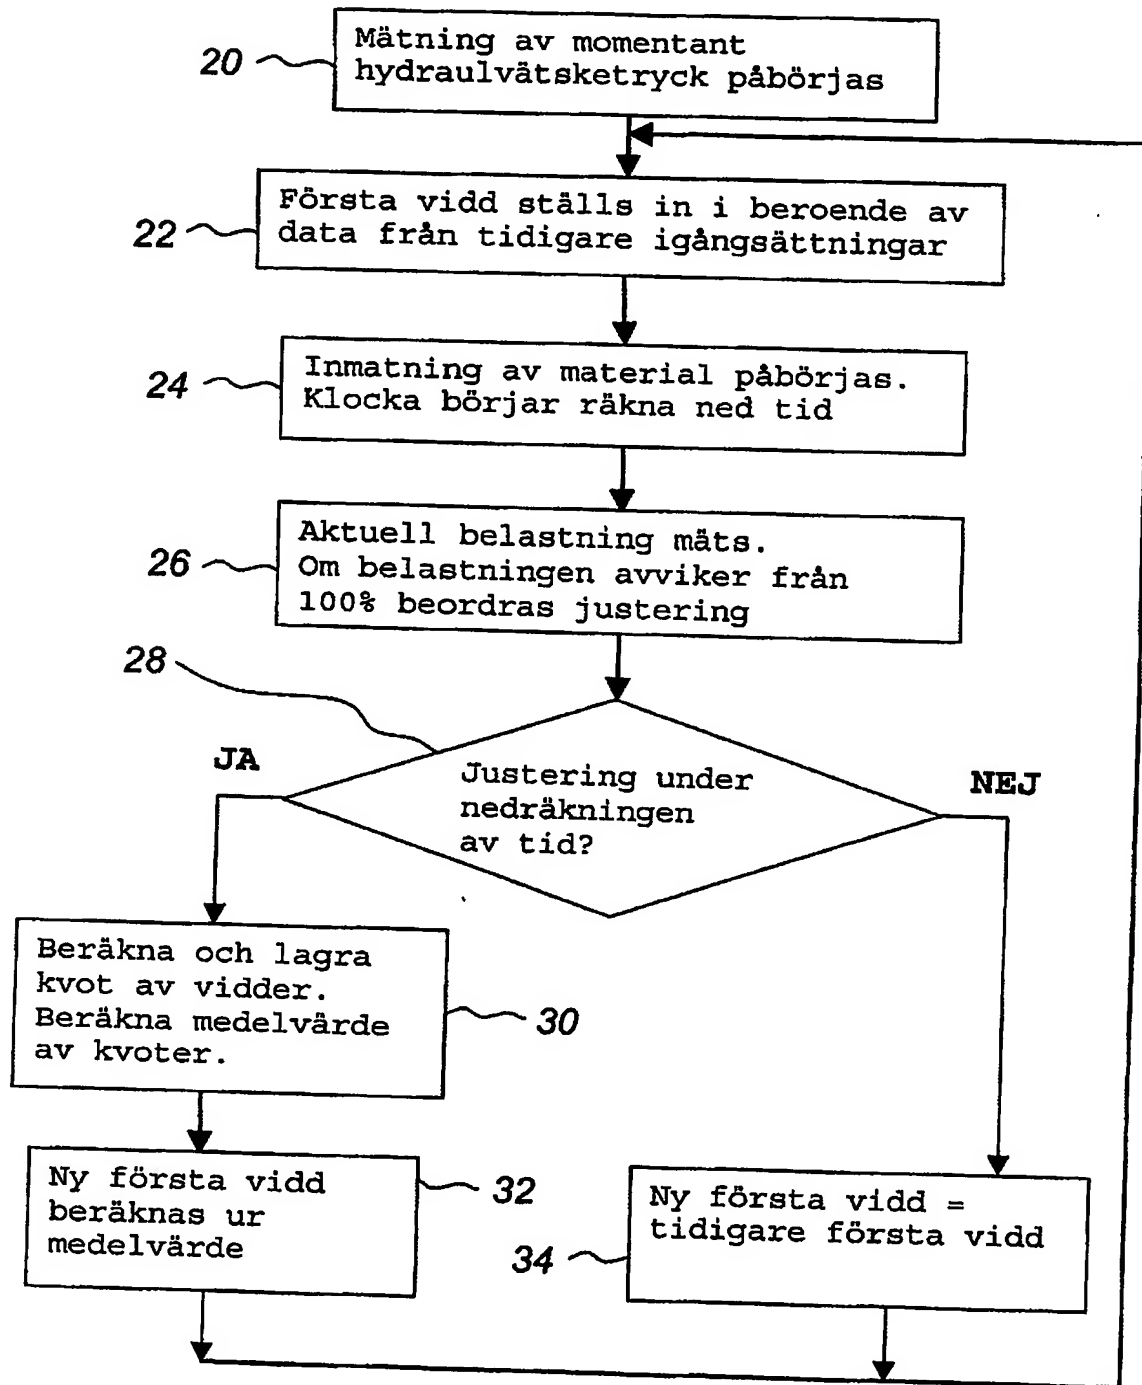 20
Mätning av momentant
hydraulvätsketryck påbörjas
22
Första vidd ställs in i beroende av
data från tidigare igångsättningar
24
Inmatning av material påbörjas.
Klocka börjar räkna ned tid
26
Aktuell belastning mäts.
Om belastningen avviker från
100% beordras justering
28
JA
Justering under
nedräkningen
av tid?
NEJ
Beräkna och lagra
kvot av vidder.
Beräkna medelvärde
av kvoter.
30
Ny första vidd
beräknas ur
medelvärde
32
Ny första vidd =
tidigare första vidd
34